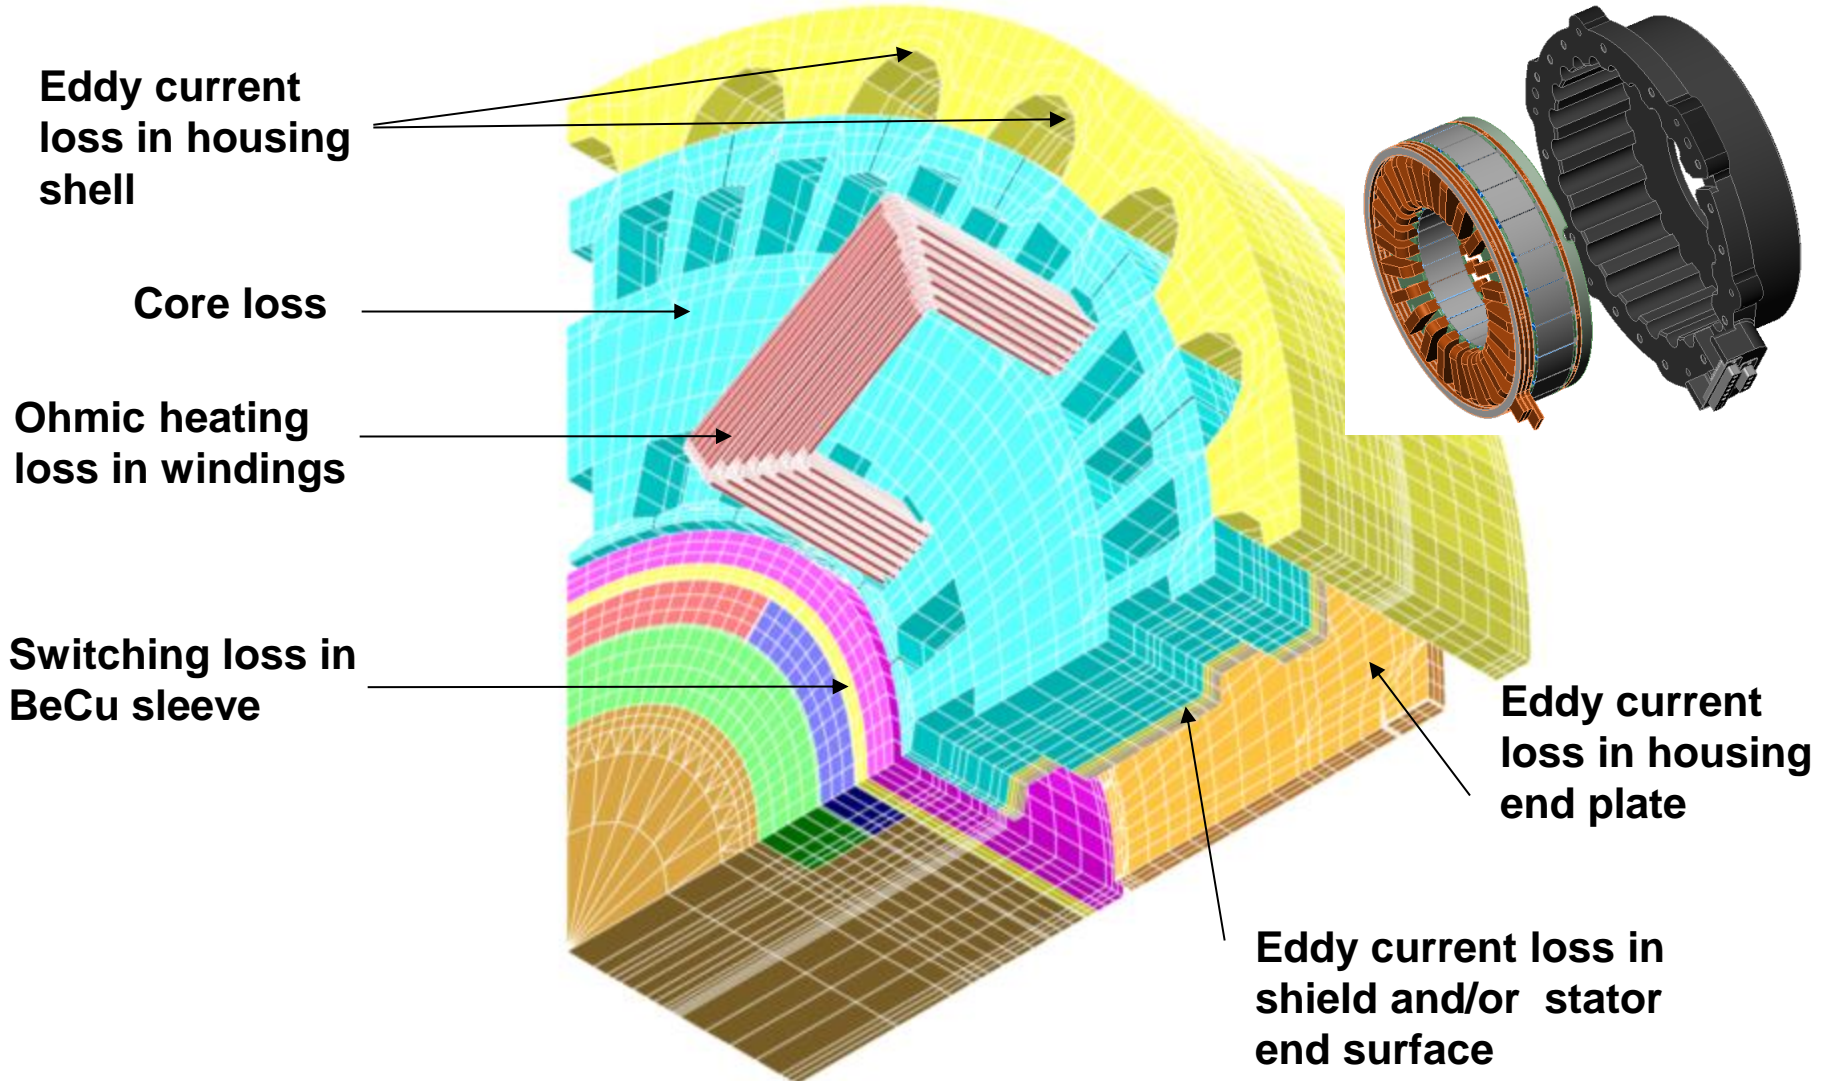 Eddy current
loss in housing
shell
Core loss
Ohmic heating
loss in windings
Switching loss in
BeCu sleeve
Eddy current
loss in housing
end plate
Eddy current loss in
shield and/or  stator
end surface